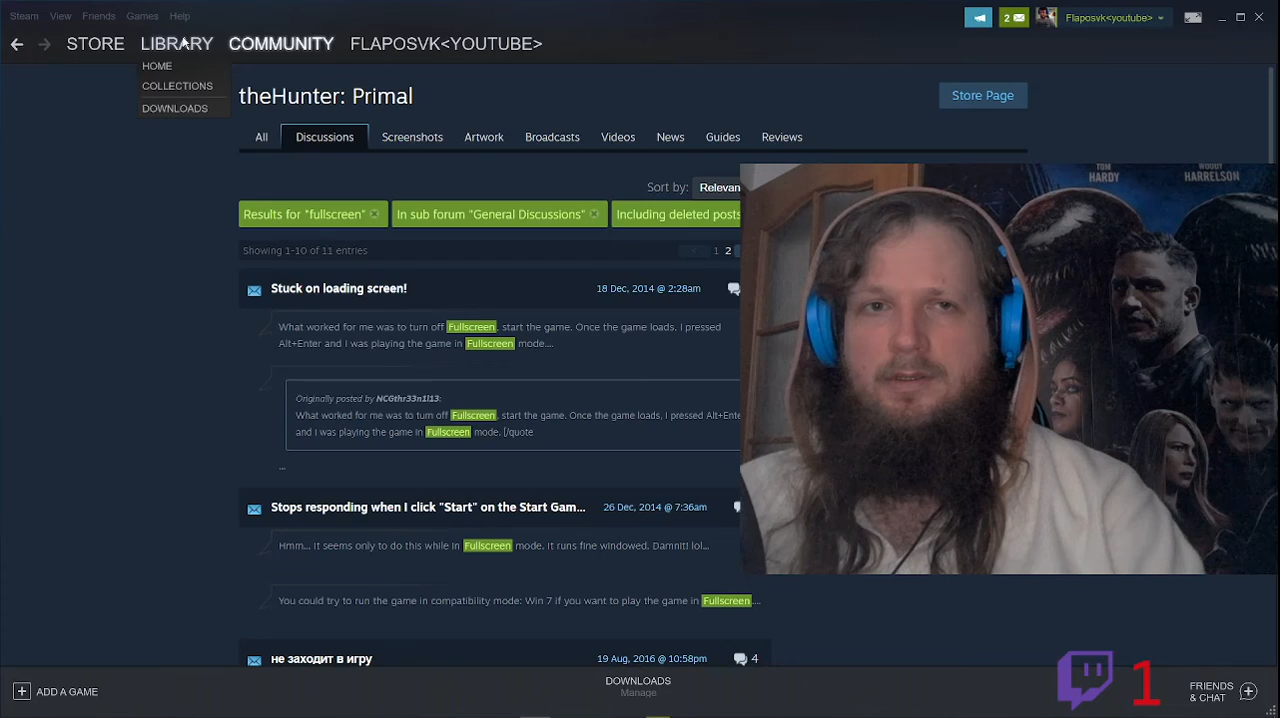 Steam View Friends Games Help
2 Flaposvk<youtube>
STORE LIBRARY COMMUNITY FLAPOSVK<YOUTUBE>
HOME
COLLECTIONS
DOWNLOADS
theHunter: Primal
Store Page
All Discussions Screenshots Artwork Broadcasts Videos News Guides Reviews
Sort by: Relevan
Results for "fullscreen" In sub forum "General Discussions" Including deleted posts
Showing 1-10 of 11 entries < 1 2
Stuck on loading screen! 18 Dec, 2014 @ 2:28am
What worked for me was to turn off Fullscreen, start the game. Once the game loads, I pressed
Alt+Enter and I was playing the game in Fullscreen mode....
Originally posted by NCGthr33n1l13:
What worked for me was to turn off Fullscreen, start the game. Once the game loads, I pressed Alt+Ente
and I was playing the game in Fullscreen mode. [/quote
...
Stops responding when I click "Start" on the Start Gam... 26 Dec, 2014 @ 7:36am
Hmm... It seems only to do this while in Fullscreen mode. It runs fine windowed. Damnit! lol...
You could try to run the game in compatibility mode: Win 7 if you want to play the game in Fullscreen....
не заходит в игру 19 Aug, 2016 @ 10:58pm 4
TOM
HARDY
WOODY
HARRELSON
+ ADD A GAME
DOWNLOADS
Manage
1
FRIENDS
& CHAT +